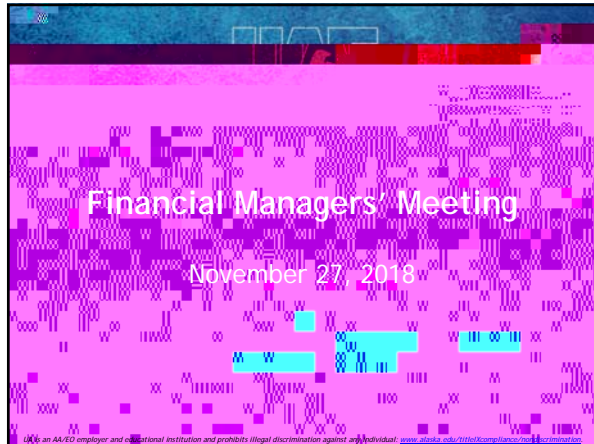 Financial Managers' Meeting
November 27, 2018
UA is an AA/EO employer and educational institution and prohibits illegal discrimination against any individual: www.alaska.edu/titleIXcompliance/nondiscrimination.